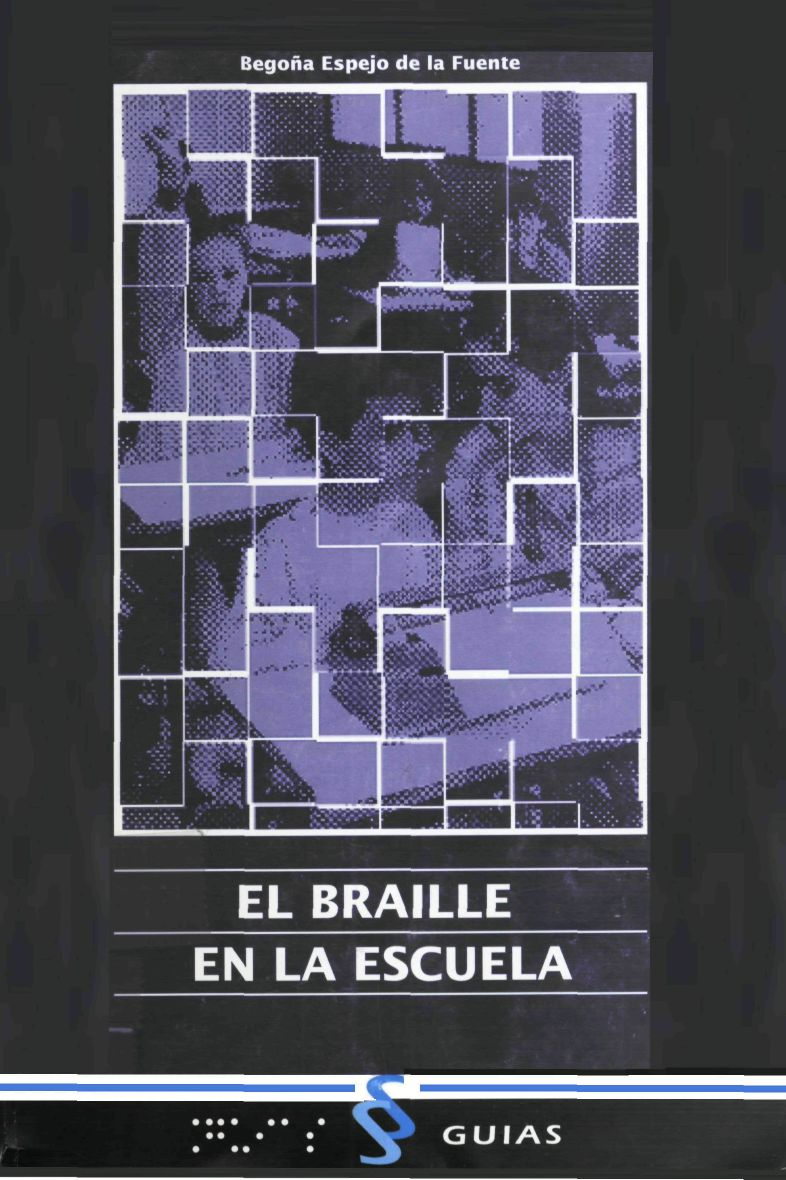 Begoña Espejo de la Fuente
EL BRAILLE
EN LA ESCUELA
GUIAS